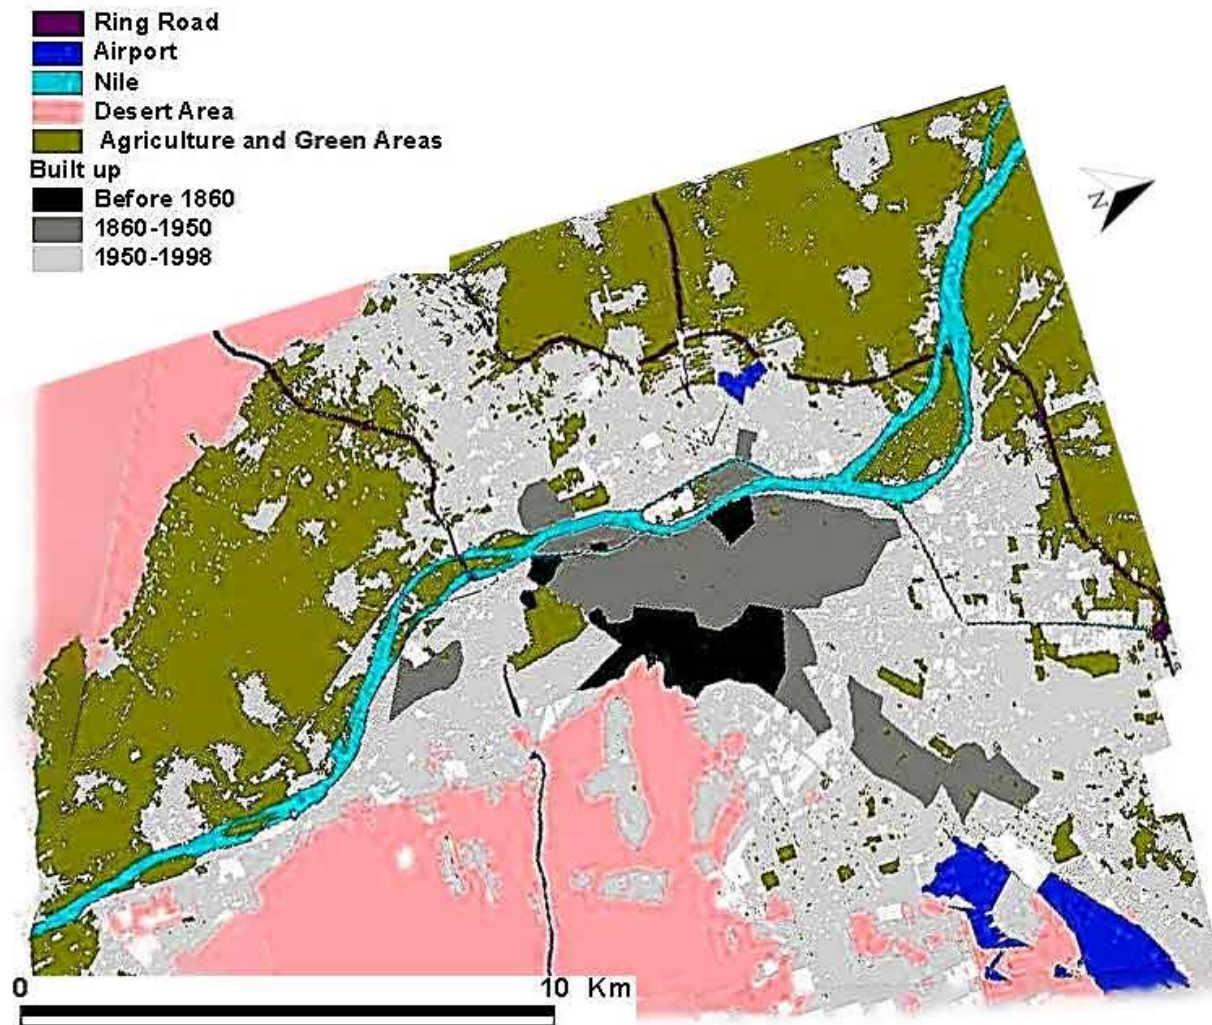 Ring Road
Airport
Nile
Desert Area
Agriculture and Green Areas
Built up
Before 1860
1860-1950
1950-1998
N
0 10 Km